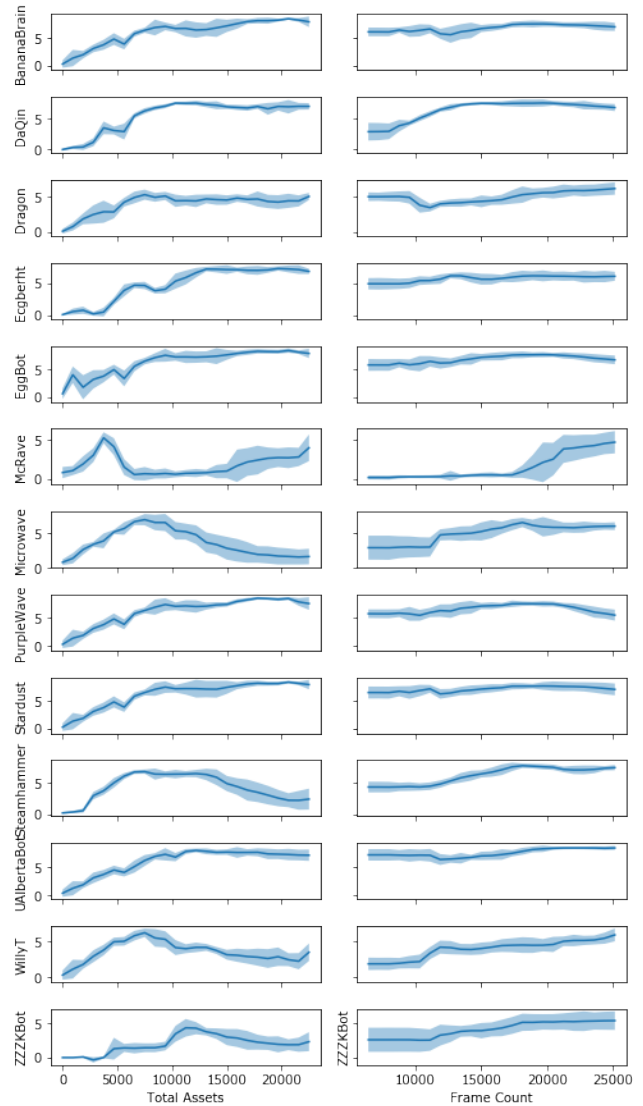 BananaBrain
5
0
DaQin
5
0
Dragon
5
0
Ecgberht
5
0
EggBot
5
0
McRave
5
0
Microwave
5
0
PurpleWave
5
0
Stardust
5
0
Steamhammer
5
0
UAlbertaBot
5
0
WillyT
5
0
ZZZKBot
5
0
ZZZKBot
0 5000 10000 15000 20000
10000 15000 20000 25000
Total Assets
Frame Count